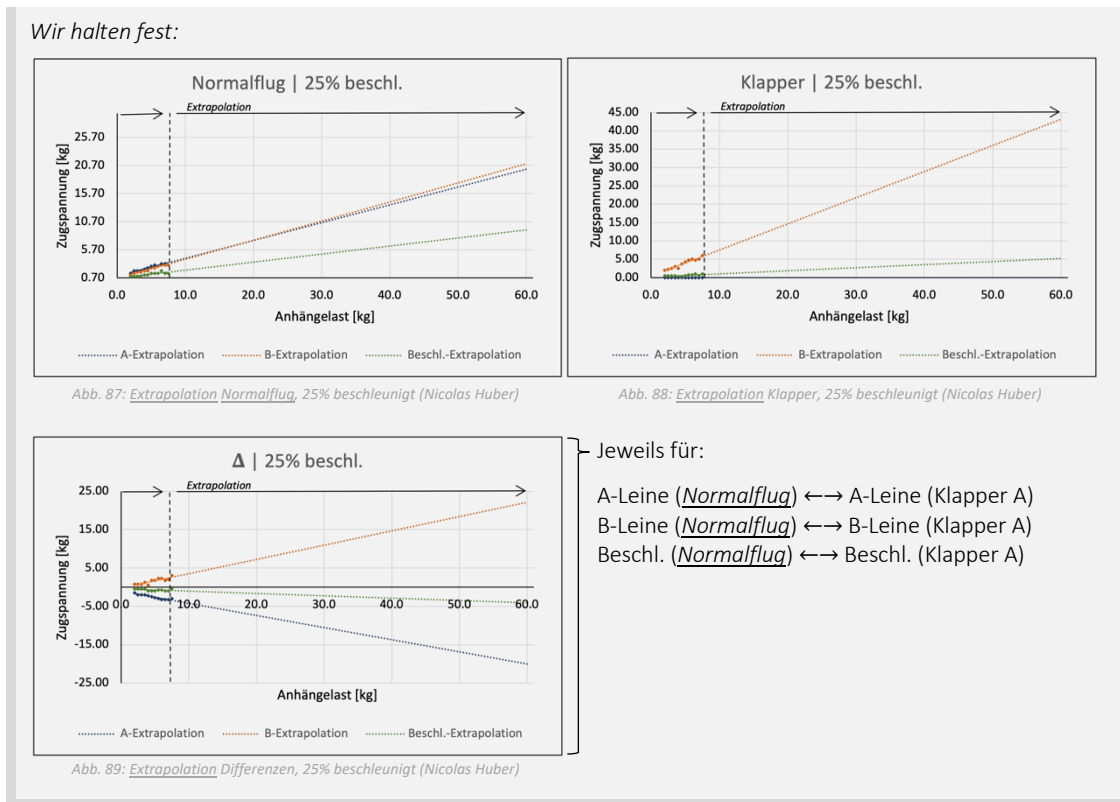 Wir halten fest:
Normalflug | 25% beschl.
Extrapolation
25.70
20.70
15.70
10.70
5.70
0.70
Zugspannung [kg]
0.0 10.0 20.0 30.0 40.0 50.0 60.0
Anhängelast [kg]
A-Extrapolation B-Extrapolation Beschl.-Extrapolation
Abb. 87: Extrapolation Normalflug, 25% beschleunigt (Nicolas Huber)
Klapper | 25% beschl.
Extrapolation
45.00
40.00
35.00
30.00
25.00
20.00
15.00
10.00
5.00
0.00
Zugspannung [kg]
0.0 10.0 20.0 30.0 40.0 50.0 60.0
Anhängelast [kg]
A-Extrapolation B-Extrapolation Beschl.-Extrapolation
Abb. 88: Extrapolation Klapper, 25% beschleunigt (Nicolas Huber)
Δ | 25% beschl.
Extrapolation
25.00
15.00
5.00
-5.00
-15.00
-25.00
Zugspannung [kg]
0.0 10.0 20.0 30.0 40.0 50.0 60.0
Anhängelast [kg]
A-Extrapolation B-Extrapolation Beschl.-Extrapolation
Abb. 89: Extrapolation Differenzen, 25% beschleunigt (Nicolas Huber)
Jeweils für:
A-Leine (Normalflug) ←→ A-Leine (Klapper A)
B-Leine (Normalflug) ←→ B-Leine (Klapper A)
Beschl. (Normalflug) ←→ Beschl. (Klapper A)